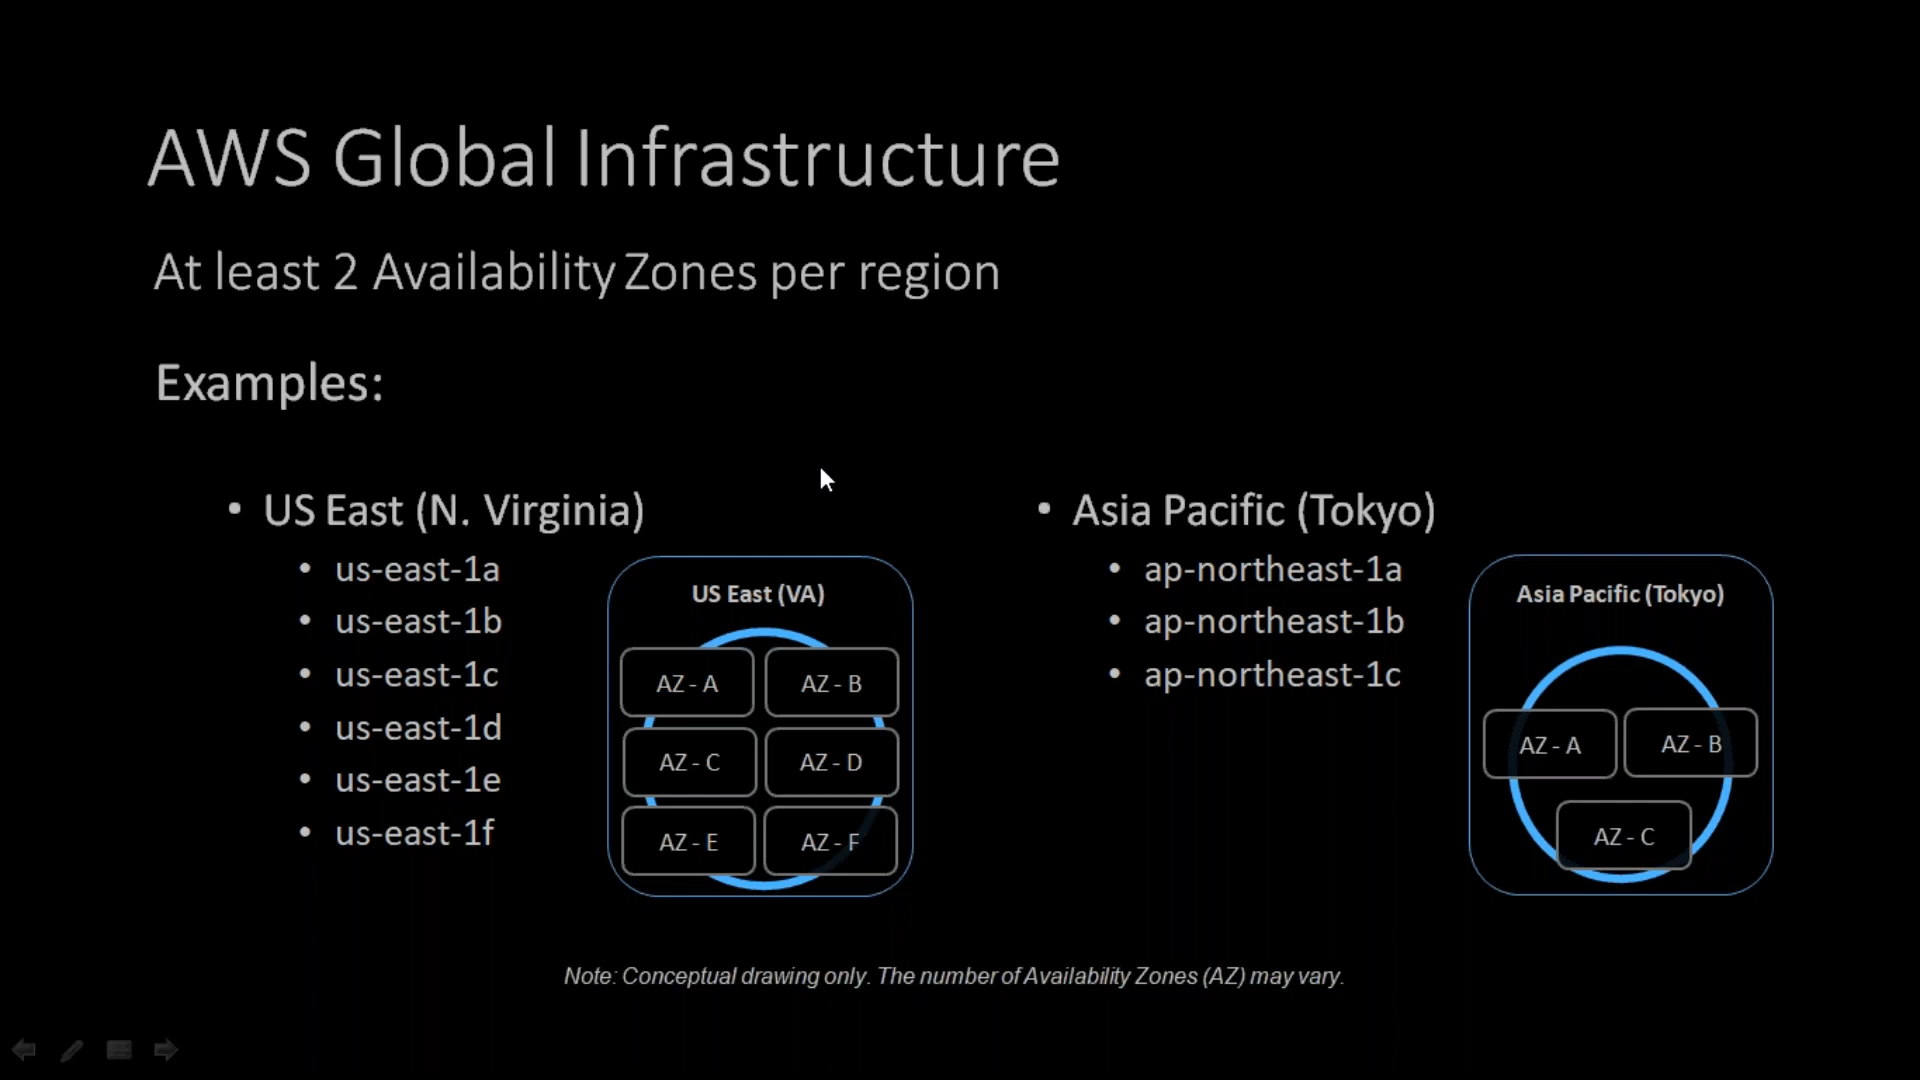 AWS Global Infrastructure
At least 2 Availability Zones per region
Examples:
• US East (N. Virginia)
• us-east-1a
• us-east-1b
• us-east-1c
• us-east-1d
• us-east-1e
• us-east-1f
US East (VA)
AZ - A
AZ - B
AZ - C
AZ - D
AZ - E
AZ - F
• Asia Pacific (Tokyo)
• ap-northeast-1a
• ap-northeast-1b
• ap-northeast-1c
Asia Pacific (Tokyo)
AZ - A
AZ - B
AZ - C
Note: Conceptual drawing only. The number of Availability Zones (AZ) may vary.